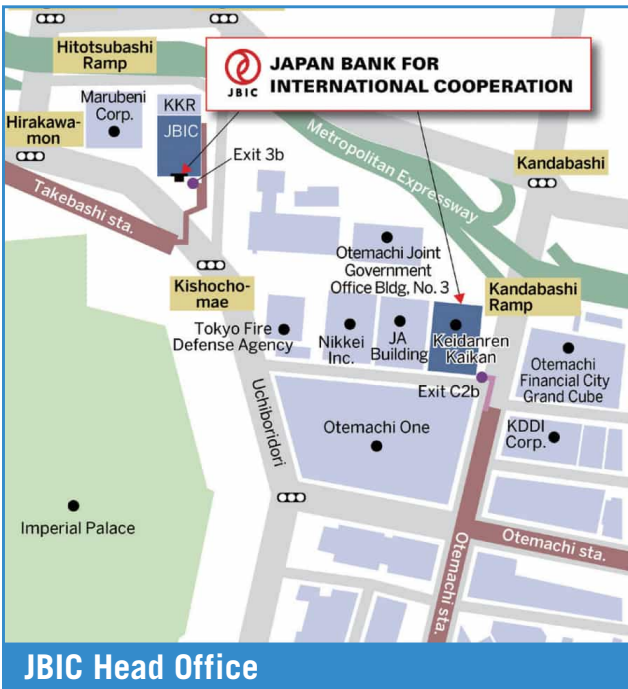 Hitotsubashi
Ramp
JBIC
JAPAN BANK FOR
INTERNATIONAL COOPERATION
Marubeni
Corp.
KKR
JBIC
Hirakawa-
mon
Exit 3b
Takebashi sta.
Metropolitan Expressway
Kandabashi
Kishocho-
mae
Otemachi Joint
Government
Office Bldg, No. 3
Kandabashi
Ramp
Tokyo Fire
Defense Agency
Nikkei
Inc.
JA
Building
Keidanren
Kaikan
Otemachi
Financial City
Grand Cube
Exit C2b
Uchiboridori
Otemachi One
KDDI
Corp.
Imperial Palace
Otemachi sta.
Otemachi sta.
JBIC Head Office